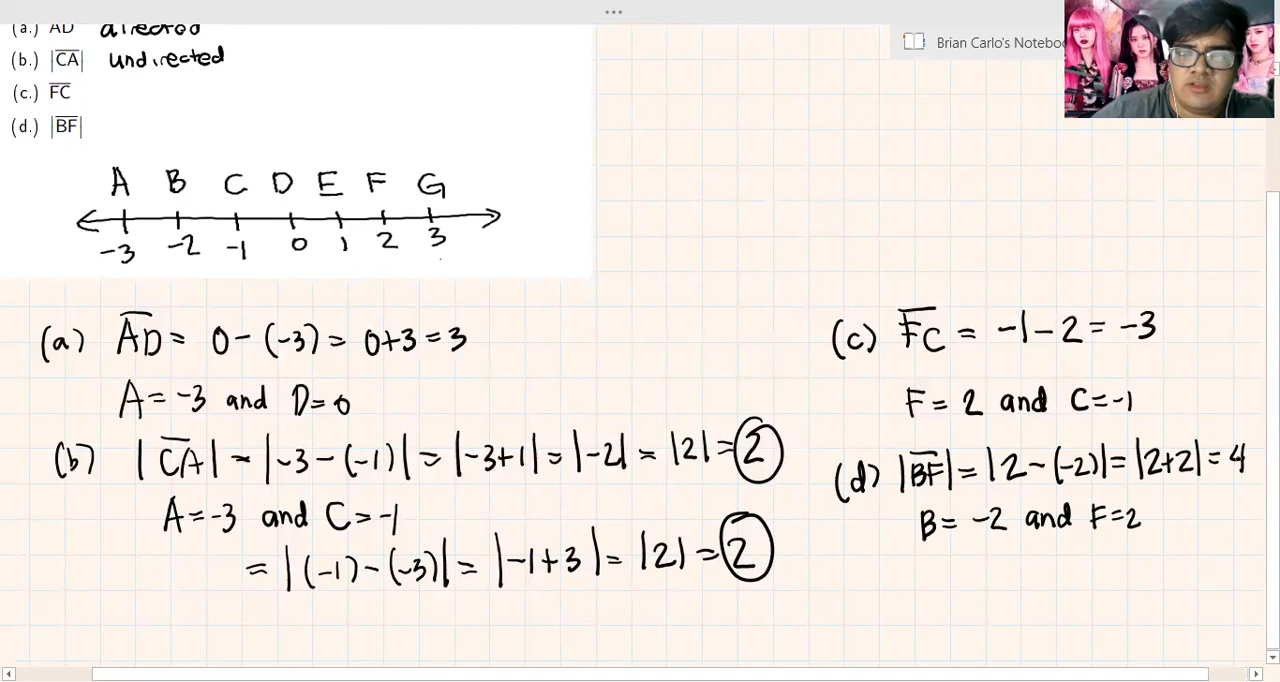 (a.) AD directed
(b.) |CA| undirected
(c.) FC
(d.) |BF|
Brian Carlo's Notebo
A B C D E F G
-3 -2 -1 0 1 2 3
(a) AD = 0 - (-3) = 0+3 = 3
A = -3 and D = 0
(b) |CA| = |-3 - (-1)| = |-3+1| = |-2| = |2| = 2
A = -3 and C = -1
= |(-1) - (-3)| = |-1+3| = |2| = 2
(c) FC = -1 - 2 = -3
F = 2 and C = -1
(d) |BF| = |2 - (-2)| = |2+2| = 4
B = -2 and F = 2